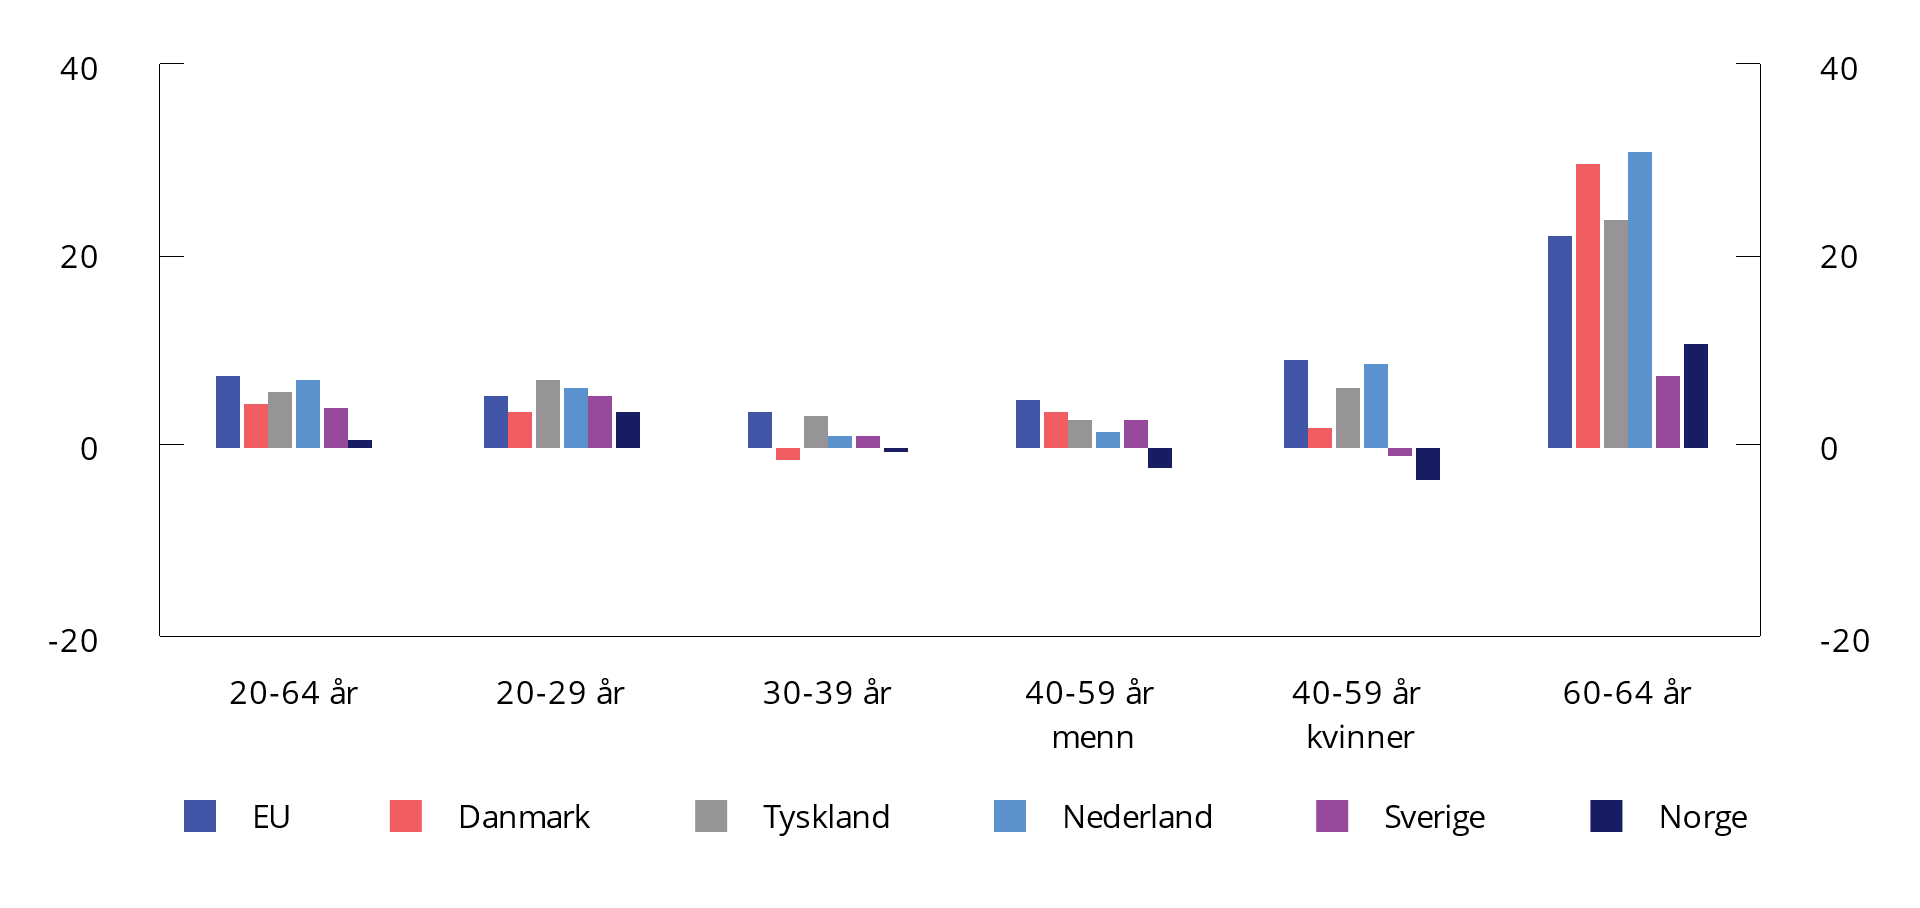 40 40
20 20
0 0
-20 -20
20-64 år 20-29 år 30-39 år 40-59 år 40-59 år 60-64 år
menn kvinner
EU Danmark Tyskland Nederland Sverige Norge